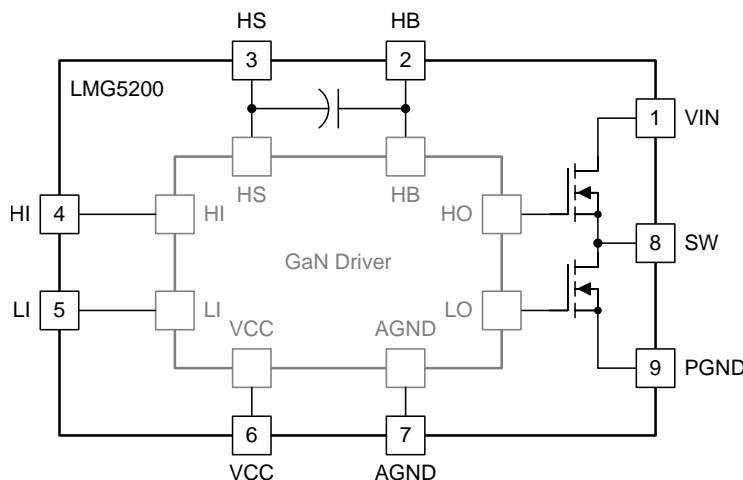 HS HB
3 2
LMG5200
1 VIN
HS HB
HI 4 HI HO
GaN Driver
8 SW
LI 5 LI LO
VCC AGND
9 PGND
6 7
VCC AGND